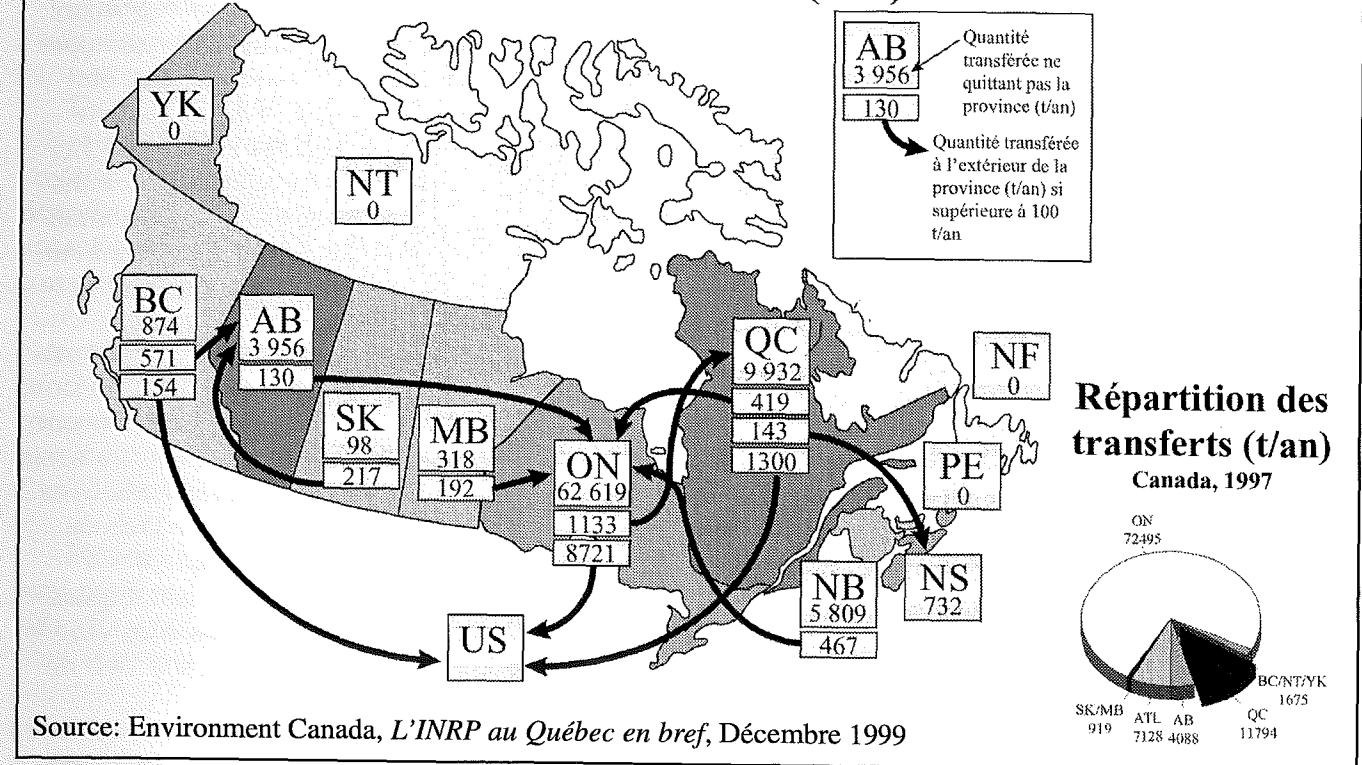 AB
3 956
130
Quantité
transférée ne
quittant pas la
province (t/an)
Quantité transférée
à l'extérieur de la
province (t/an) si
supérieure à 100
t/an
YK
0
NT
0
BC
874
571
154
AB
3 956
130
SK
98
217
MB
318
192
ON
62 619
1133
8721
QC
9 932
419
143
1300
NF
0
PE
0
NB
5 809
467
NS
732
US
Répartition des
transferts (t/an)
Canada, 1997
ON
72495
BC/NT/YK
1675
QC
11794
AB
4088
ATL
7128
SK/MB
919
Source: Environment Canada, L'INRP au Québec en bref, Décembre 1999